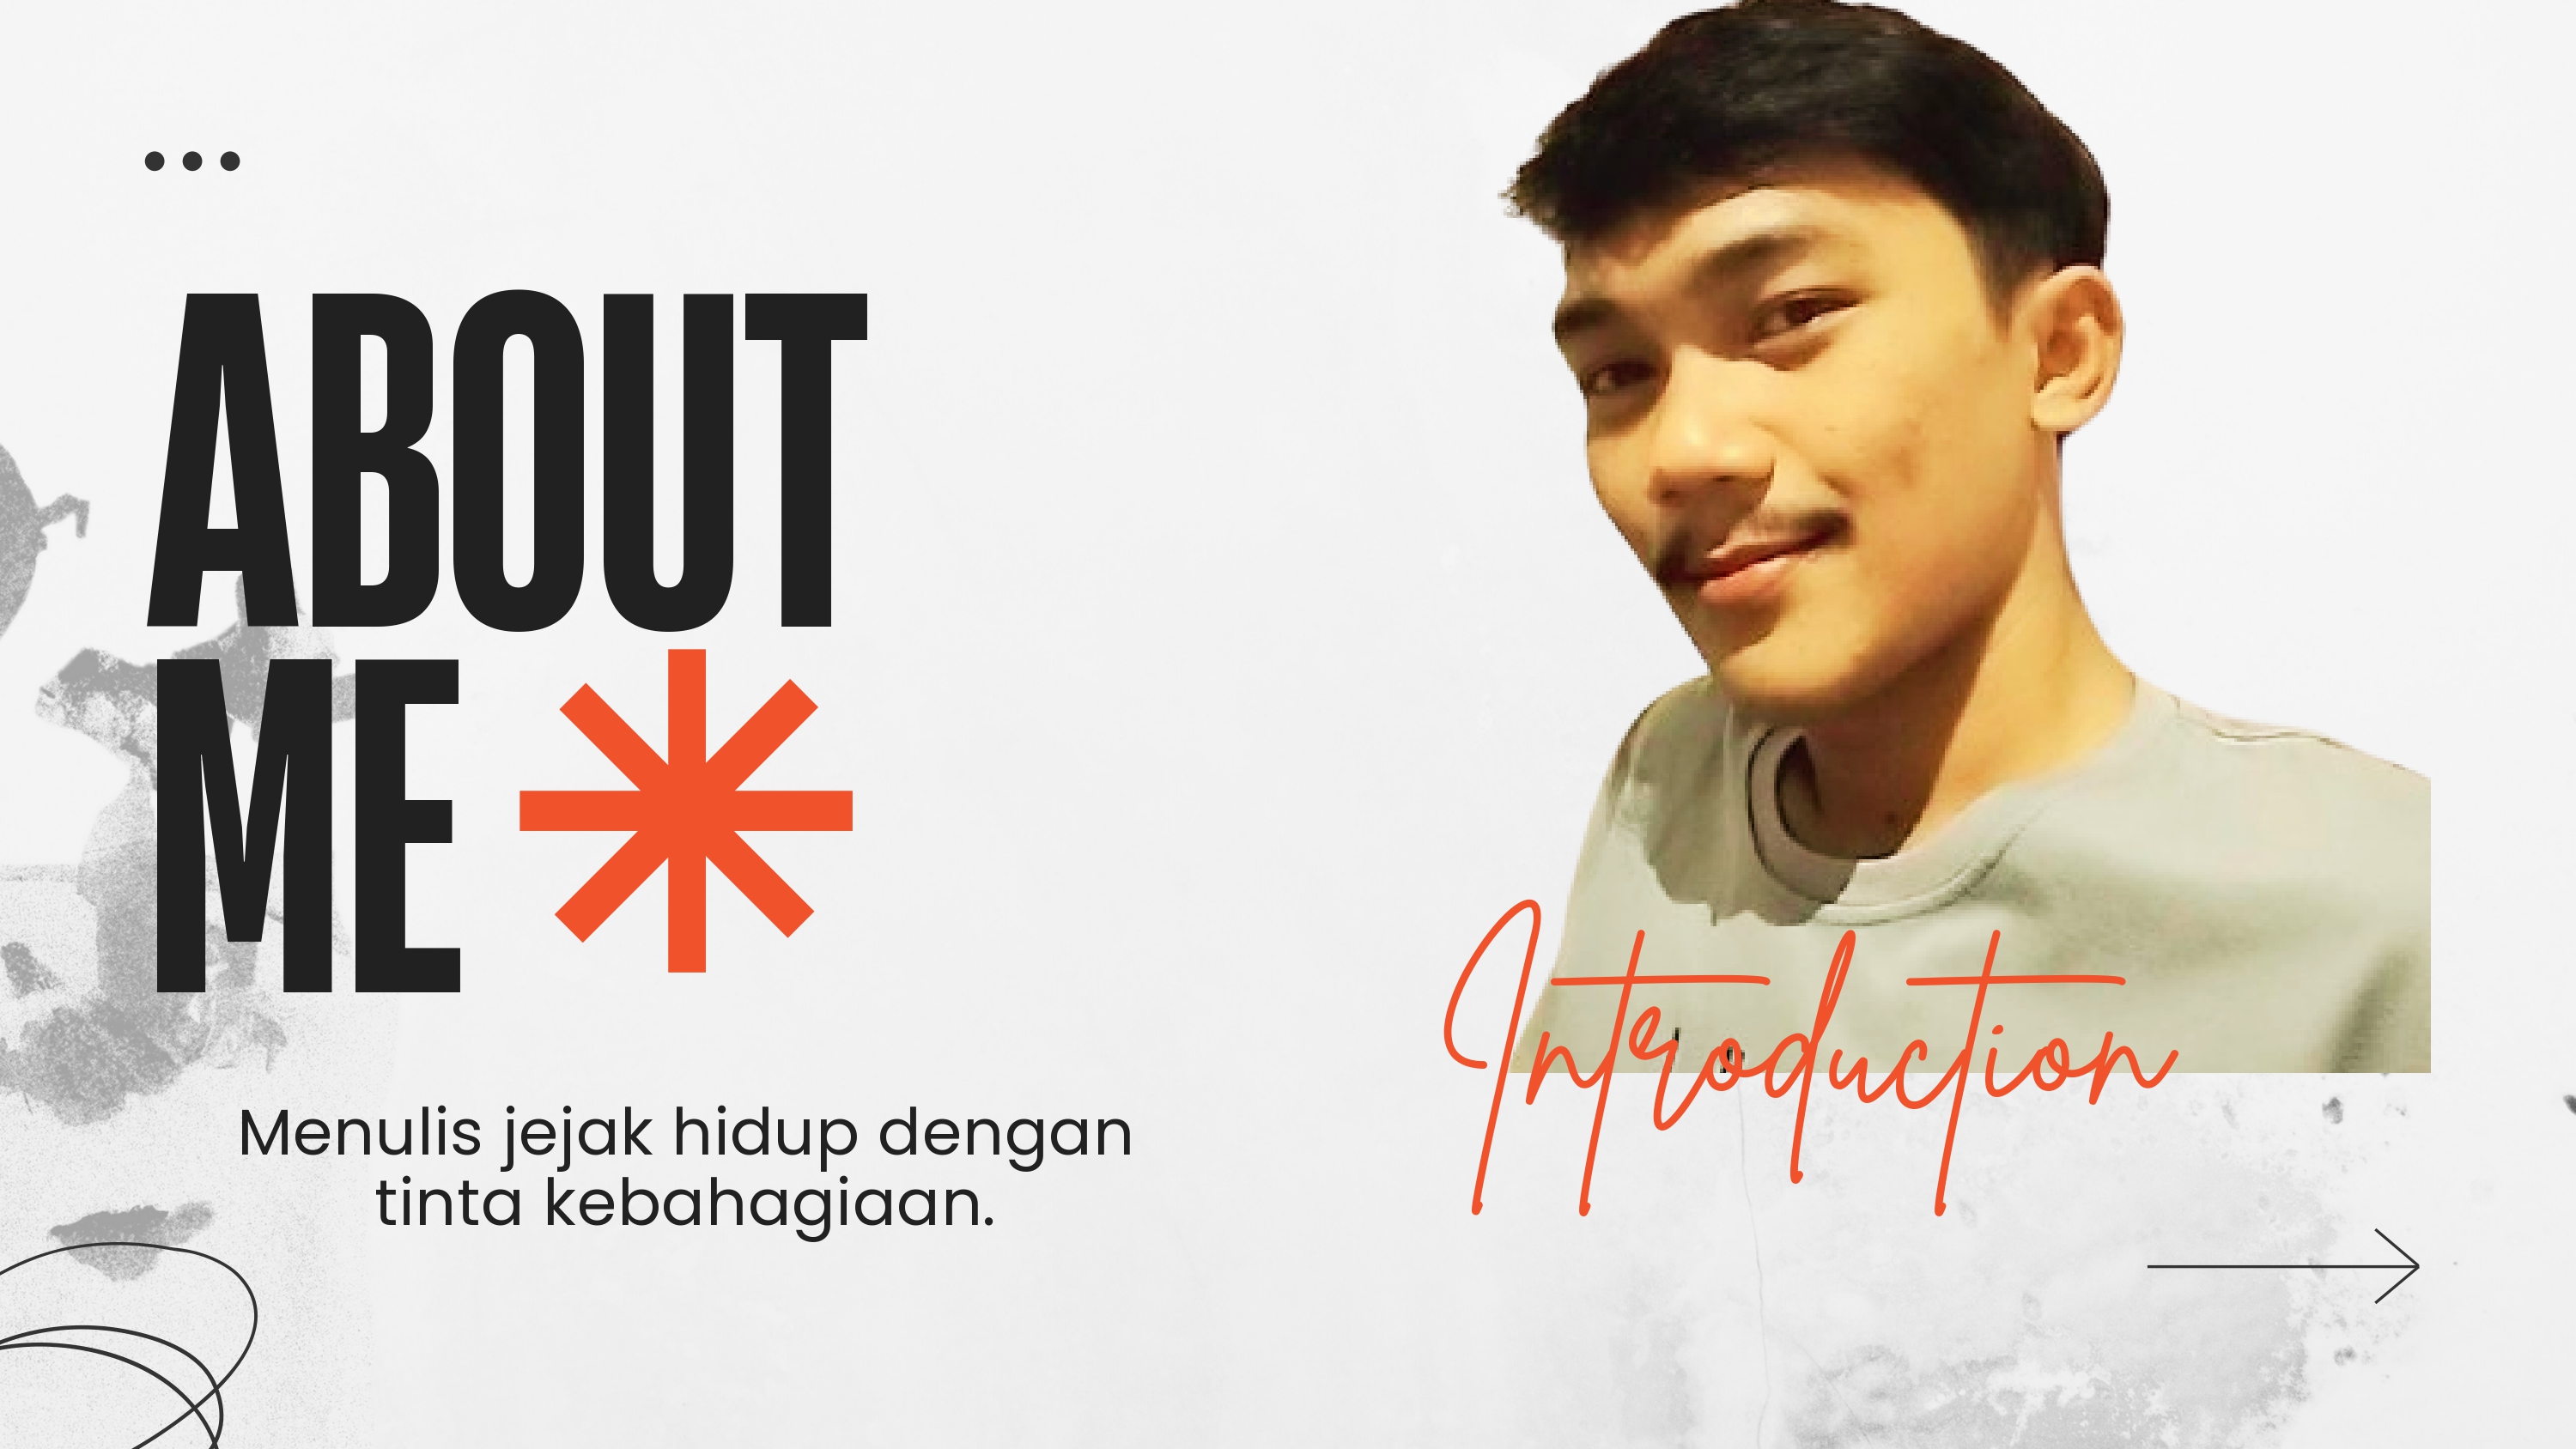 ABOUT
ME
Introduction
Menulis jejak hidup dengan
tinta kebahagiaan.